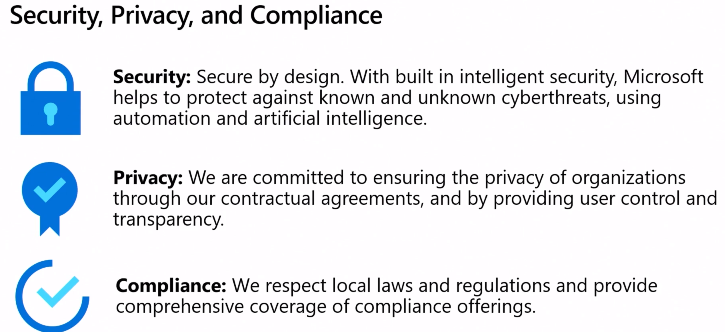 Security, Privacy, and Compliance
Security: Secure by design. With built in intelligent security, Microsoft
helps to protect against known and unknown cyberthreats, using
automation and artificial intelligence.
Privacy: We are committed to ensuring the privacy of organizations
through our contractual agreements, and by providing user control and
transparency.
Compliance: We respect local laws and regulations and provide
comprehensive coverage of compliance offerings.